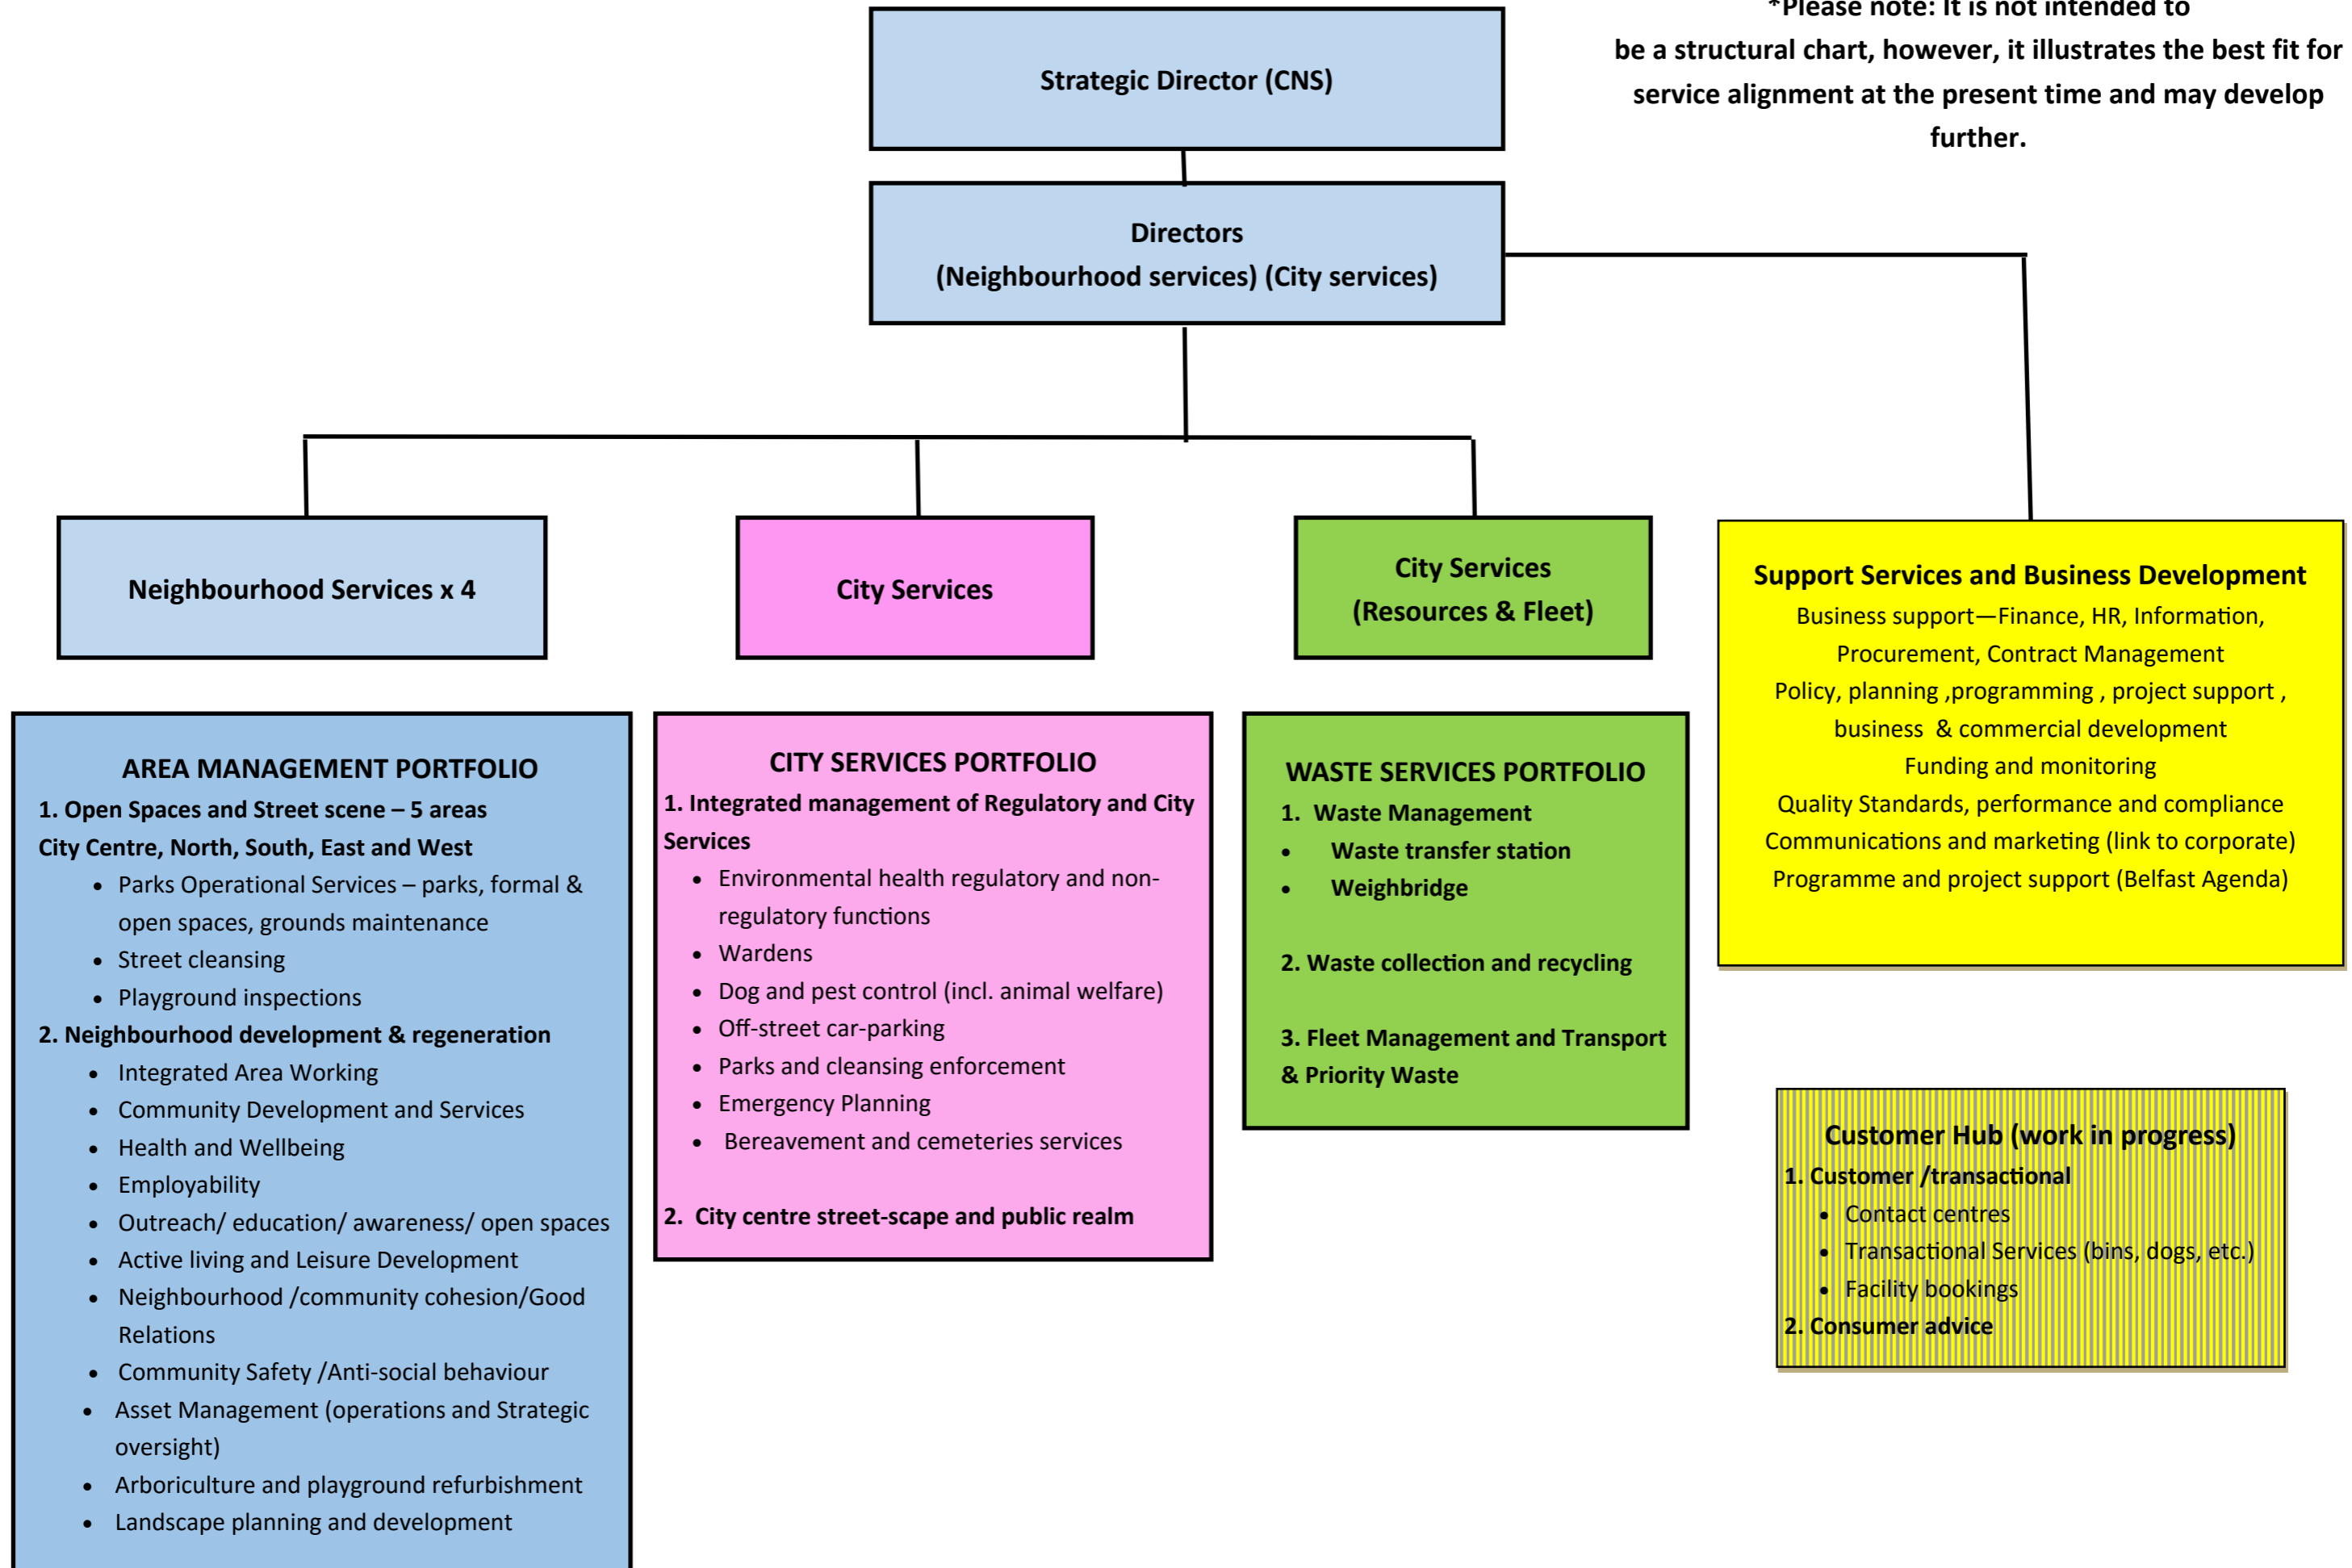 *Please note: It is not intended to
be a structural chart, however, it illustrates the best fit for
service alignment at the present time and may develop
further.
Strategic Director (CNS)
Directors
(Neighbourhood services) (City services)
Neighbourhood Services x 4
City Services
City Services
(Resources & Fleet)
Support Services and Business Development
Business support—Finance, HR, Information,
Procurement, Contract Management
Policy, planning ,programming , project support ,
business & commercial development
Funding and monitoring
Quality Standards, performance and compliance
Communications and marketing (link to corporate)
Programme and project support (Belfast Agenda)
AREA MANAGEMENT PORTFOLIO
1. Open Spaces and Street scene – 5 areas
City Centre, North, South, East and West
• Parks Operational Services – parks, formal &
open spaces, grounds maintenance
• Street cleansing
• Playground inspections
2. Neighbourhood development & regeneration
• Integrated Area Working
• Community Development and Services
• Health and Wellbeing
• Employability
• Outreach/ education/ awareness/ open spaces
• Active living and Leisure Development
• Neighbourhood /community cohesion/Good
Relations
• Community Safety /Anti-social behaviour
• Asset Management (operations and Strategic
oversight)
• Arboriculture and playground refurbishment
• Landscape planning and development
CITY SERVICES PORTFOLIO
1. Integrated management of Regulatory and City
Services
• Environmental health regulatory and non-
regulatory functions
• Wardens
• Dog and pest control (incl. animal welfare)
• Off-street car-parking
• Parks and cleansing enforcement
• Emergency Planning
• Bereavement and cemeteries services
2. City centre street-scape and public realm
WASTE SERVICES PORTFOLIO
1. Waste Management
• Waste transfer station
• Weighbridge
2. Waste collection and recycling
3. Fleet Management and Transport
& Priority Waste
Customer Hub (work in progress)
1. Customer /transactional
• Contact centres
• Transactional Services (bins, dogs, etc.)
• Facility bookings
2. Consumer advice